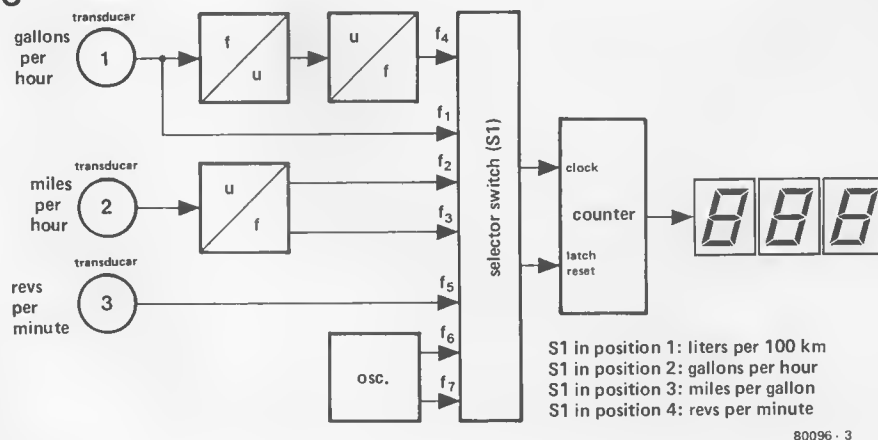 transducar
gallons
per
hour
1
f
u
u
f
f4
f1
transducar
miles
per
hour
2
u
f
f2
f3
transducar
revs
per
minute
3
f5
osc.
f6
f7
selector switch (S1)
clock
counter
latch
reset
888
S1 in position 1: liters per 100 km
S1 in position 2: gallons per hour
S1 in position 3: miles per gallon
S1 in position 4: revs per minute
80096 - 3